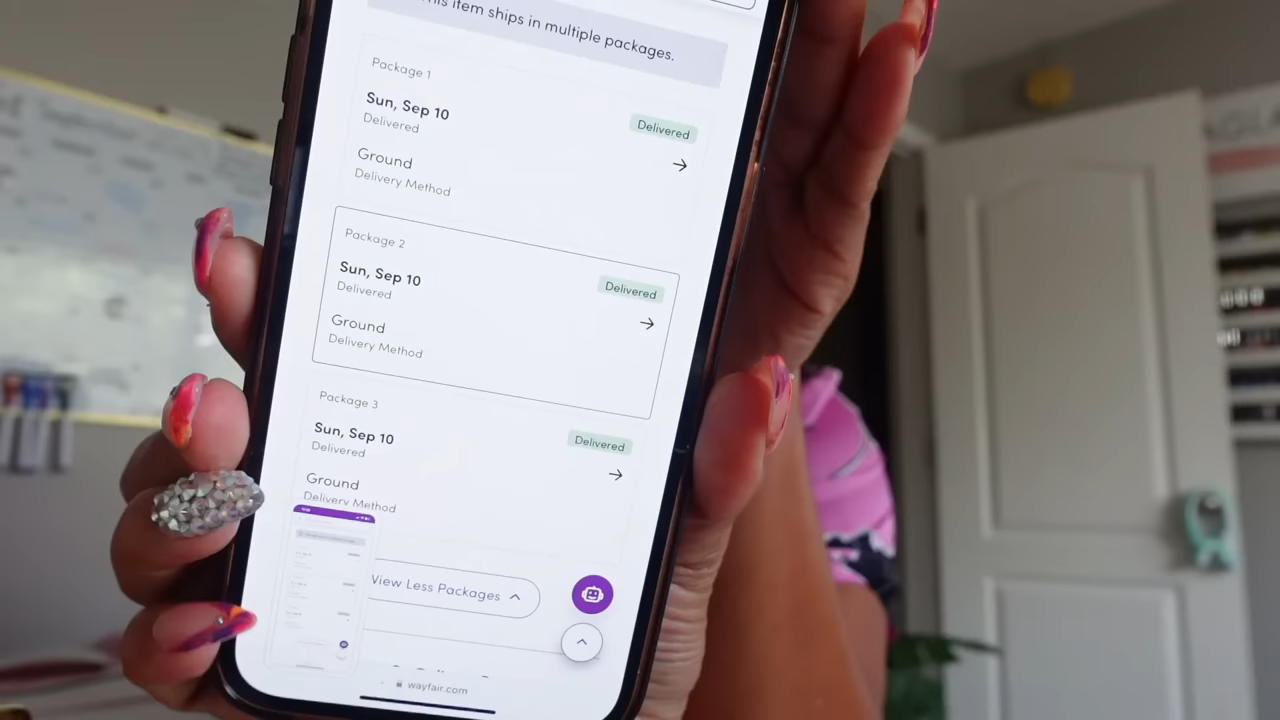 his item ships in multiple packages.
Package 1
Sun, Sep 10
Delivered
Delivered
Ground
Delivery Method
Package 2
Sun, Sep 10
Delivered
Delivered
Ground
Delivery Method
Package 3
Sun, Sep 10
Delivered
Delivered
Ground
Delivery Method
View Less Packages
wayfair.com